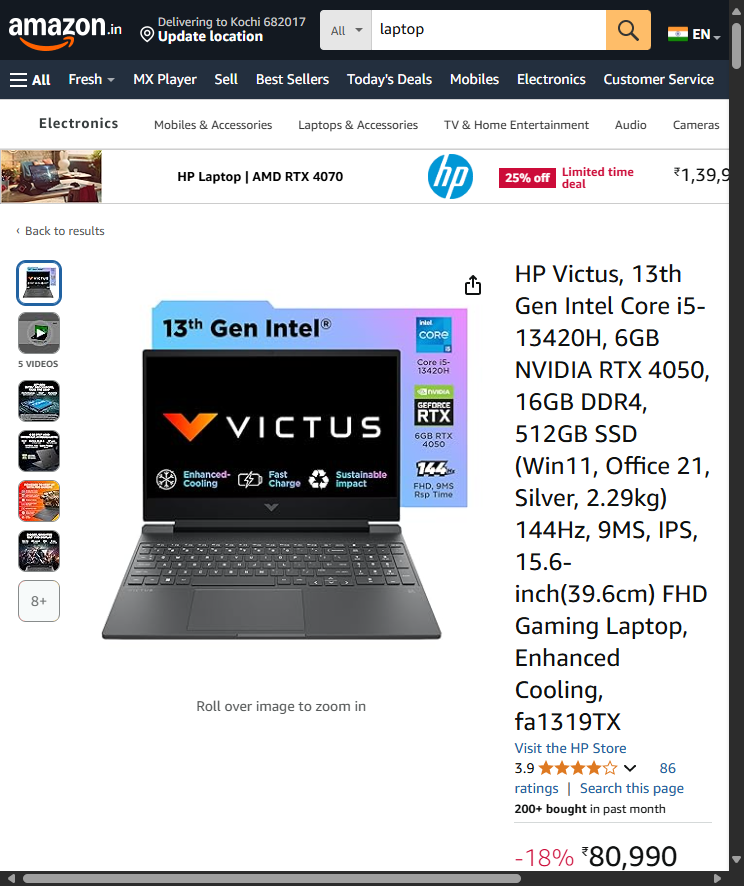 amazon.in
Delivering to Kochi 682017
Update location
All
laptop
EN
All
Fresh
MX Player
Sell
Best Sellers
Today's Deals
Mobiles
Electronics
Customer Service
Electronics
Mobiles & Accessories
Laptops & Accessories
TV & Home Entertainment
Audio
Cameras
HP Laptop | AMD RTX 4070
hp
25% off
Limited time
deal
₹1,39,9
‹ Back to results
5 VIDEOS
8+
13th Gen Intel®
intel
CORE
i5
Core i5-
13420H
NVIDIA
GEFORCE
RTX
6GB RTX
4050
144Hz
FHD, 9MS
Rsp Time
VICTUS
Enhanced-
Cooling
Fast
Charge
Sustainable
impact
VICTUS
Roll over image to zoom in
HP Victus, 13th
Gen Intel Core i5-
13420H, 6GB
NVIDIA RTX 4050,
16GB DDR4,
512GB SSD
(Win11, Office 21,
Silver, 2.29kg)
144Hz, 9MS, IPS,
15.6-
inch(39.6cm) FHD
Gaming Laptop,
Enhanced
Cooling,
fa1319TX
Visit the HP Store
3.9
86
ratings | Search this page
200+ bought in past month
-18% ₹80,990